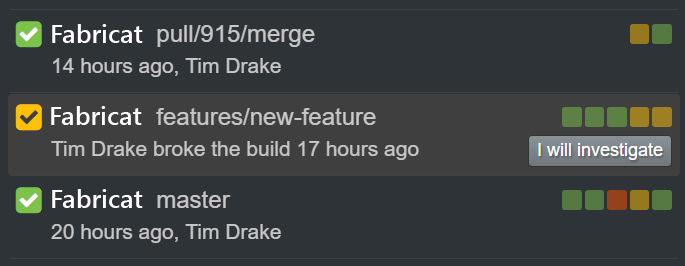 Fabricat pull/915/merge
14 hours ago, Tim Drake
Fabricat features/new-feature
Tim Drake broke the build 17 hours ago
I will investigate
Fabricat master
20 hours ago, Tim Drake